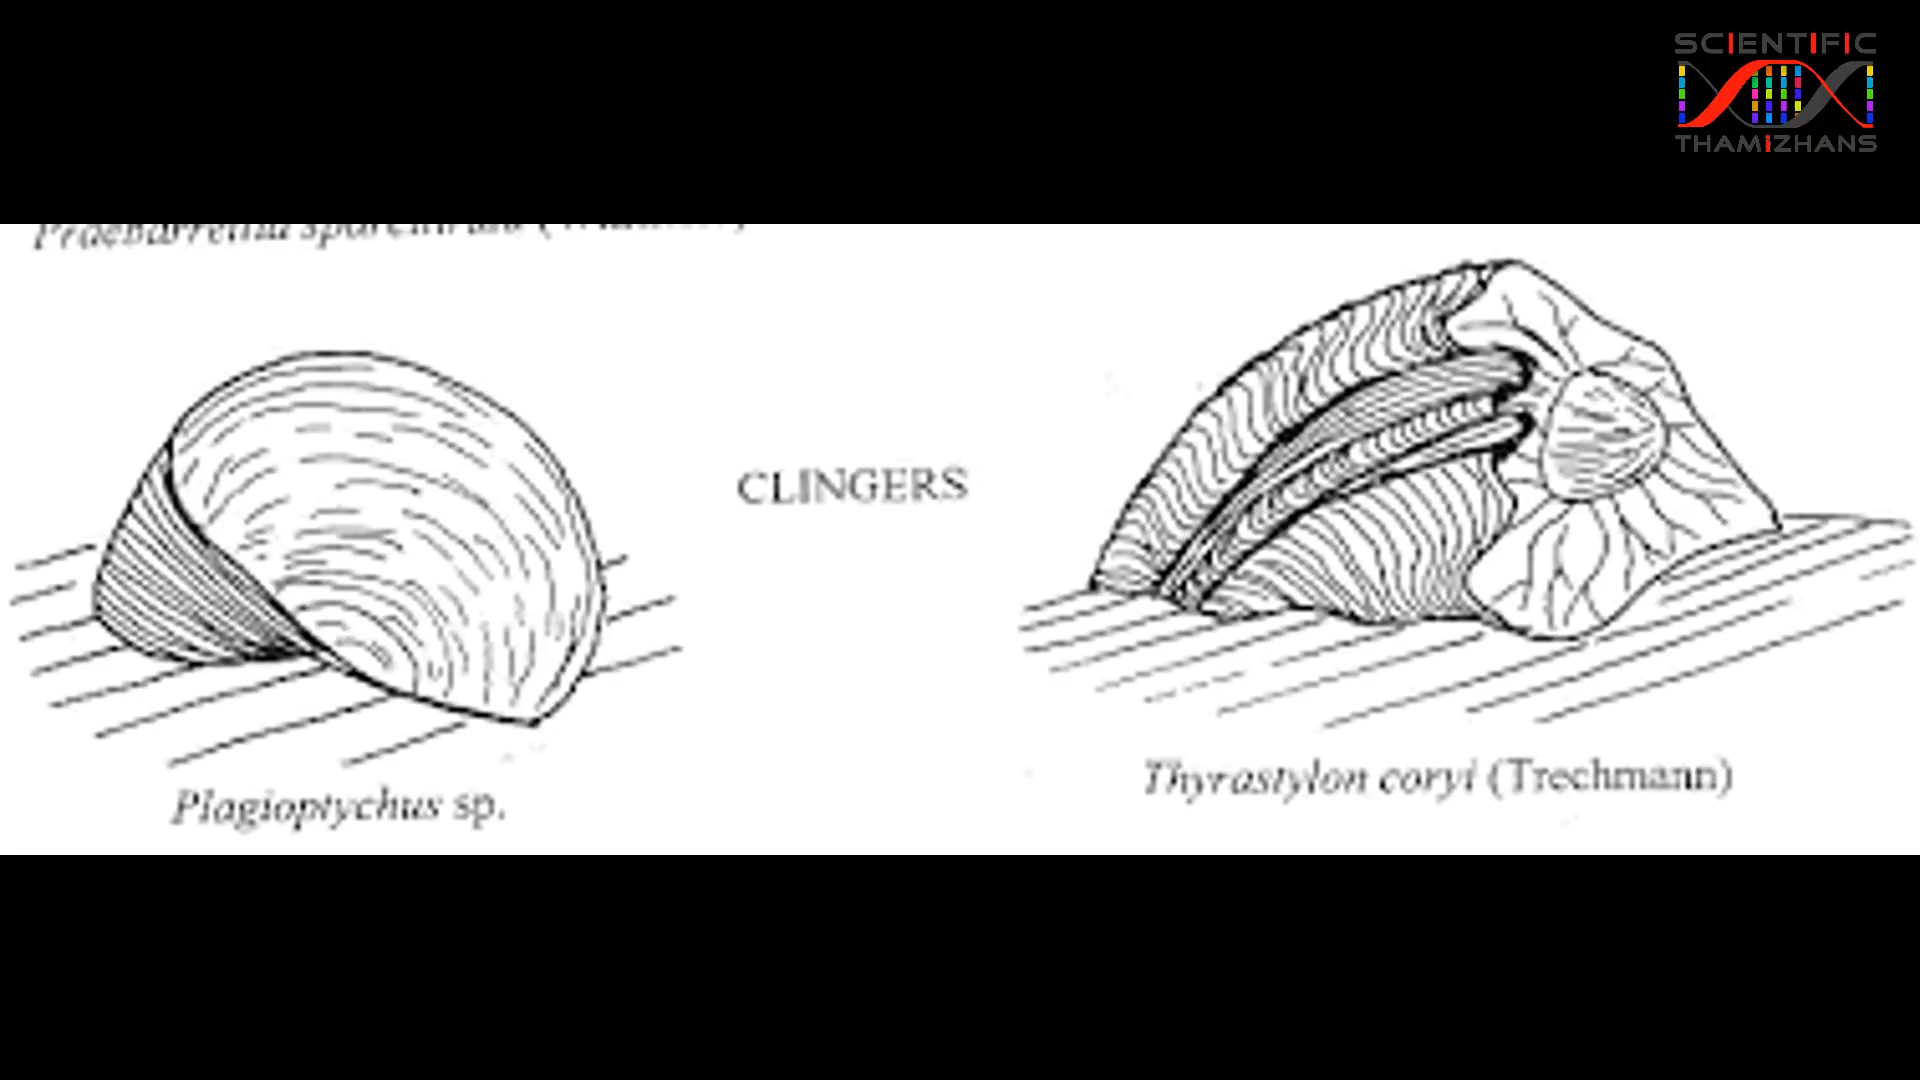 SCIENTIFIC
THAMIZHANS
CLINGERS
Plagioptychus sp.
Thyrastylon coryi (Trechmann)